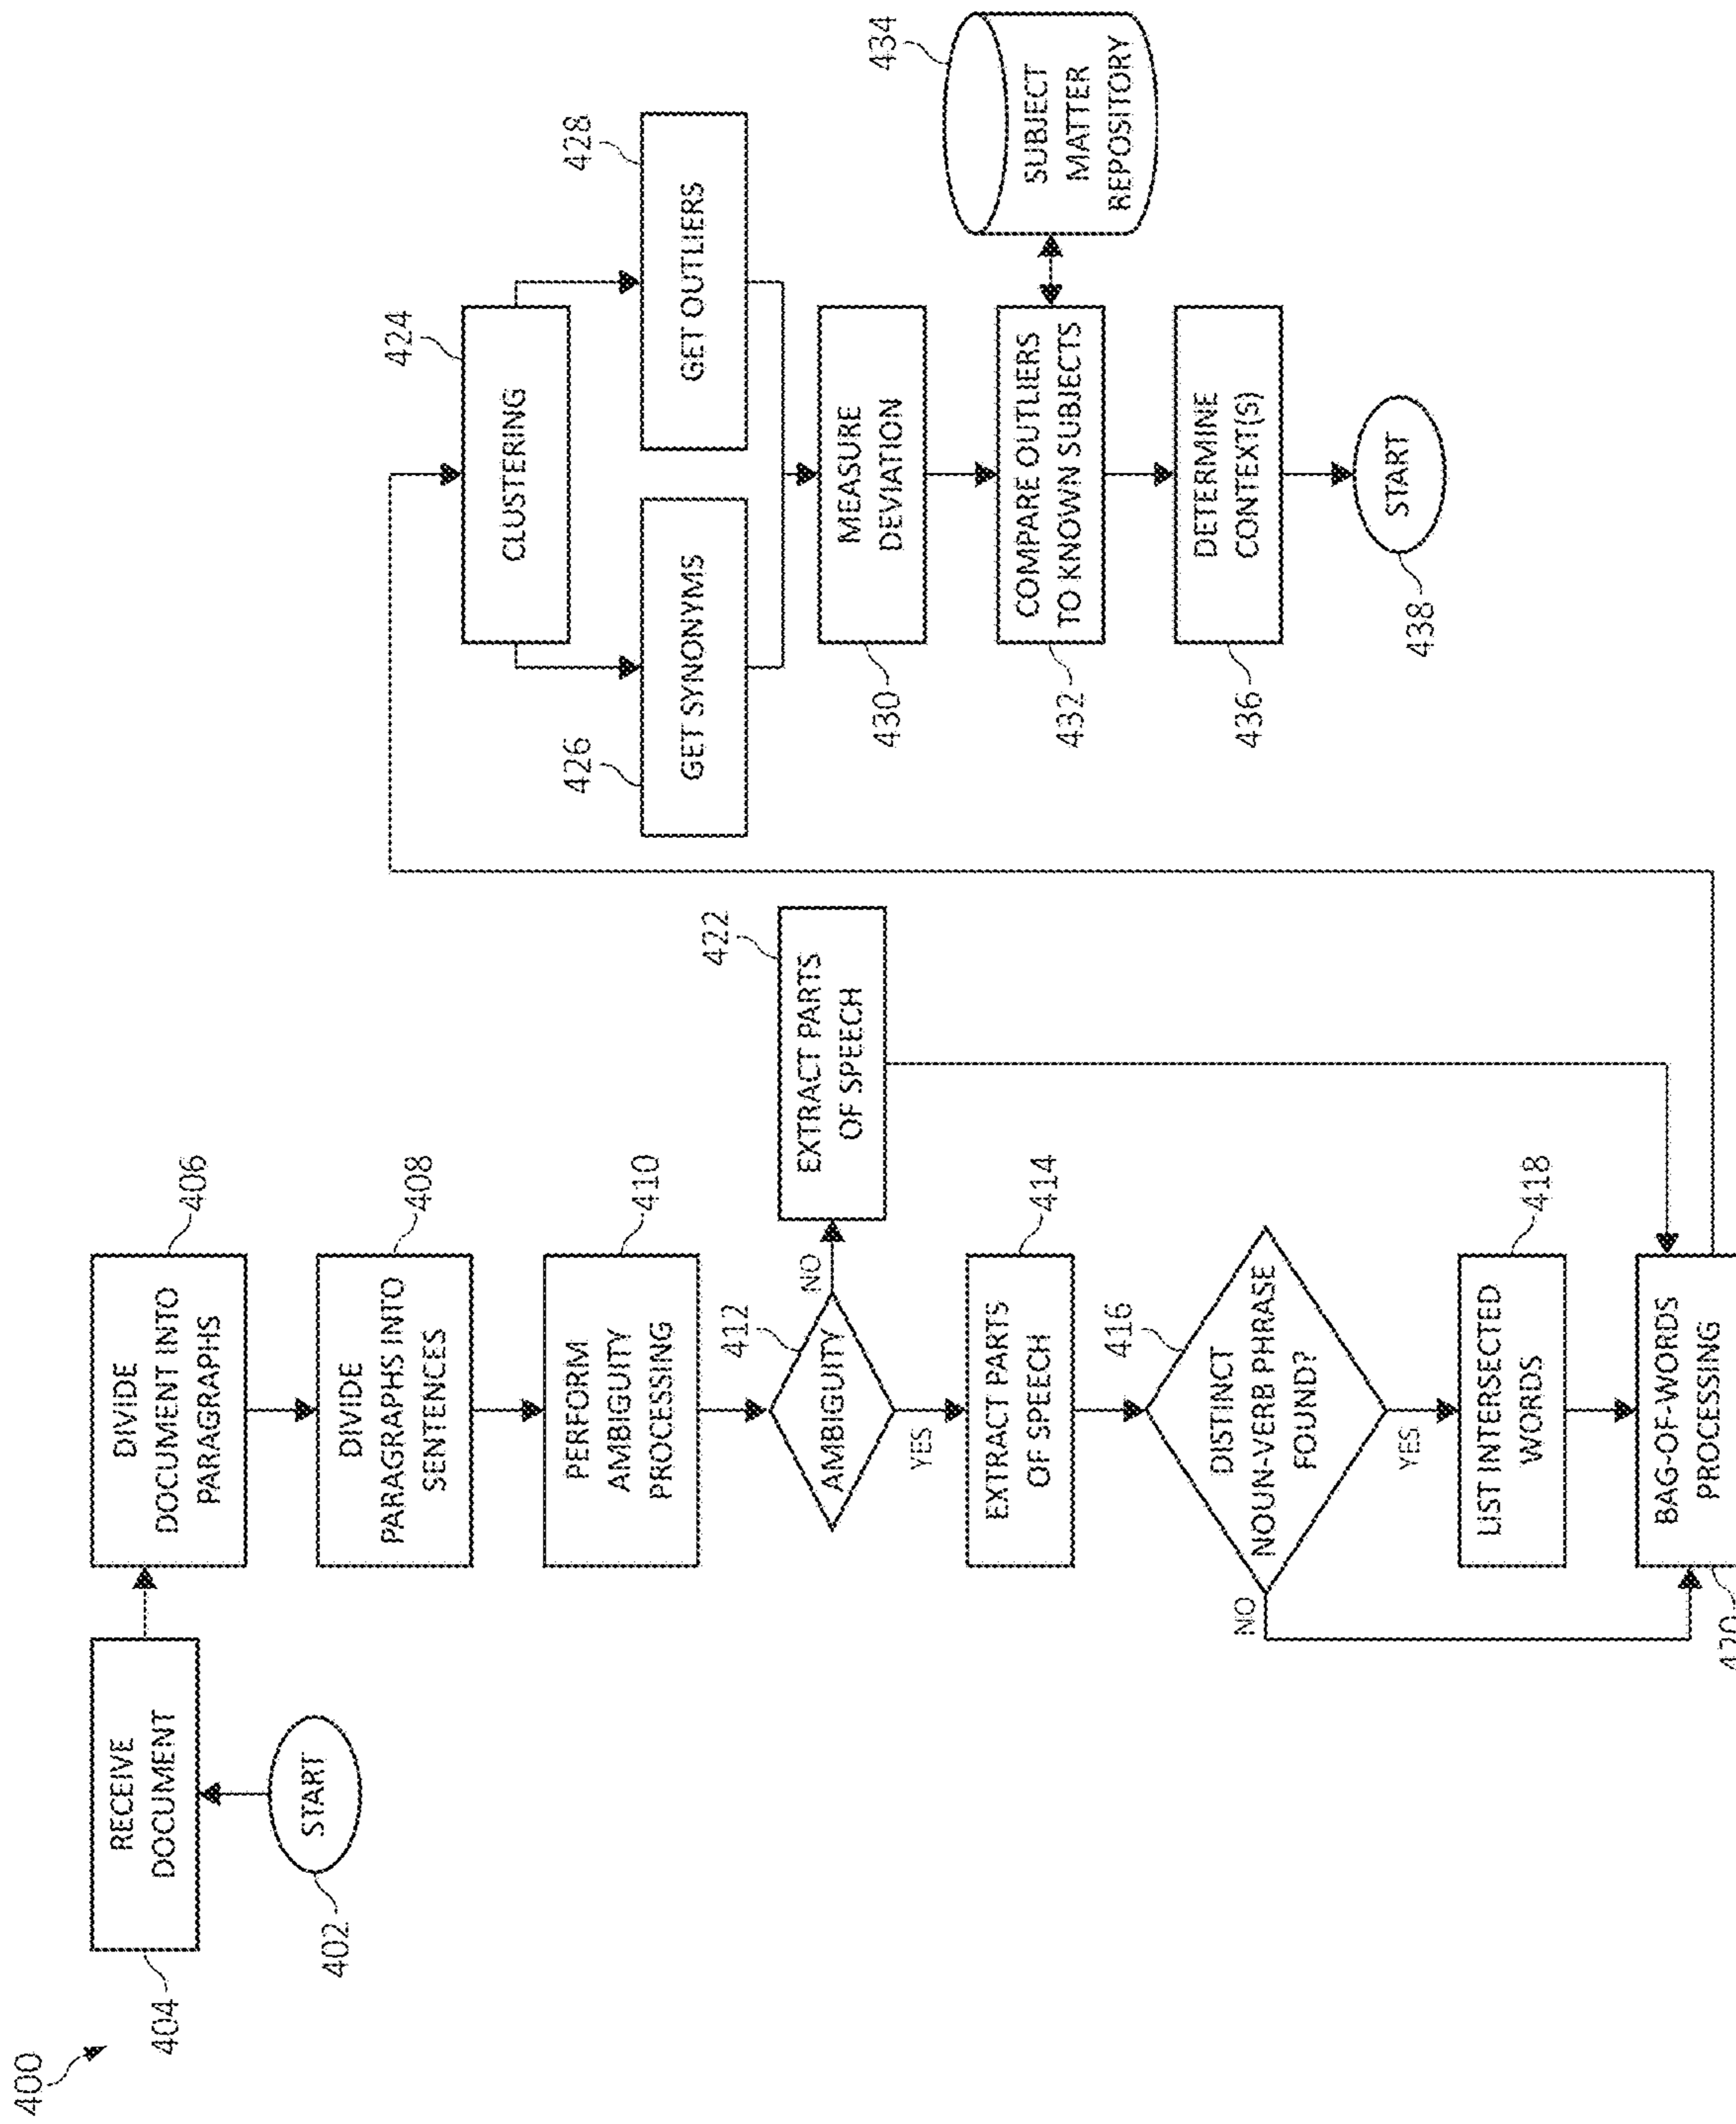 400
402
START
404
RECEIVE
DOCUMENT
406
DIVIDE
DOCUMENT INTO
PARAGRAPHS
408
DIVIDE
PARAGRAPHS INTO
SENTENCES
410
PERFORM
AMBIGUITY
PROCESSING
412
AMBIGUITY
NO
YES
422
EXTRACT PARTS
OF SPEECH
414
EXTRACT PARTS
OF SPEECH
416
DISTINCT
NOUN-VERB PHRASE
FOUND?
NO
YES
418
LIST INTERSECTED
WORDS
420
BAG-OF-WORDS
PROCESSING
424
CLUSTERING
426
GET SYNONYMS
428
GET OUTLIERS
430
MEASURE
DEVIATION
432
COMPARE OUTLIERS
TO KNOWN SUBJECTS
434
SUBJECT
MATTER
REPOSITORY
436
DETERMINE
CONTEXT(S)
438
START